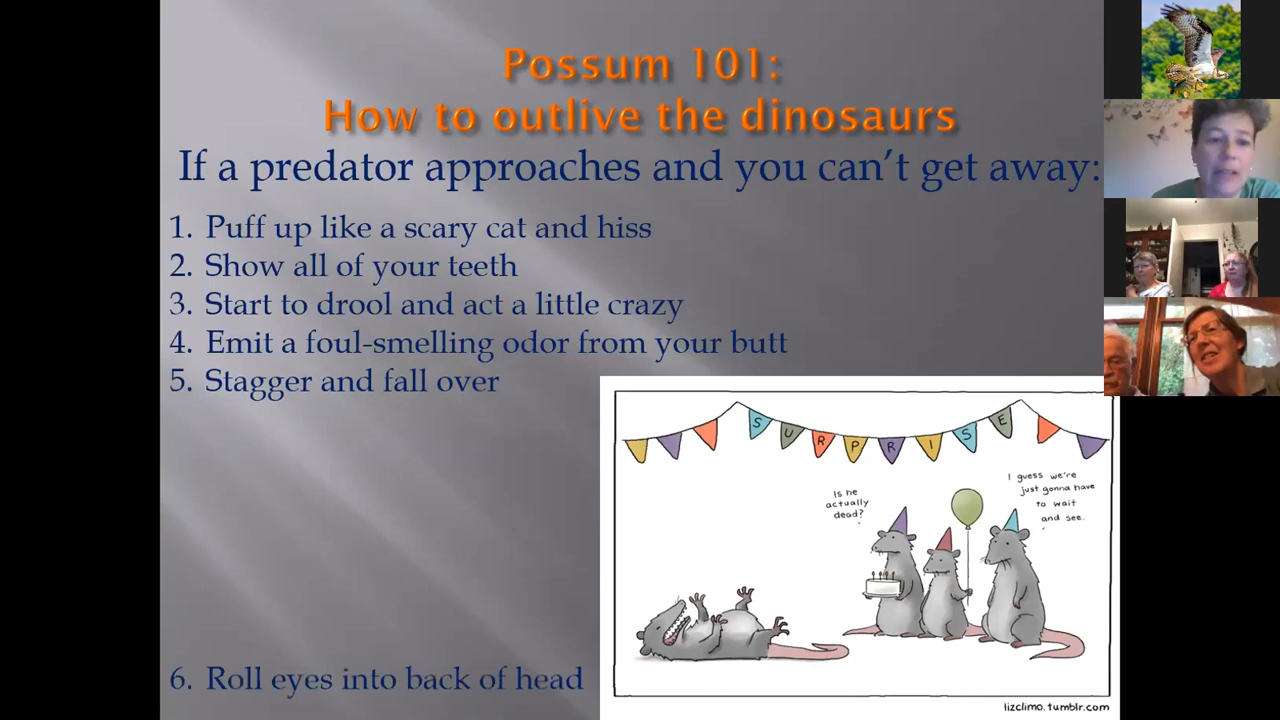 Possum 101:
How to outlive the dinosaurs
If a predator approaches and you can't get away:
1. Puff up like a scary cat and hiss
2. Show all of your teeth
3. Start to drool and act a little crazy
4. Emit a foul-smelling odor from your butt
5. Stagger and fall over
SURPRISE
Is he
actually
dead?
I guess we're
just gonna have
to wait
and see.
6. Roll eyes into back of head
lizclimo.tumblr.com